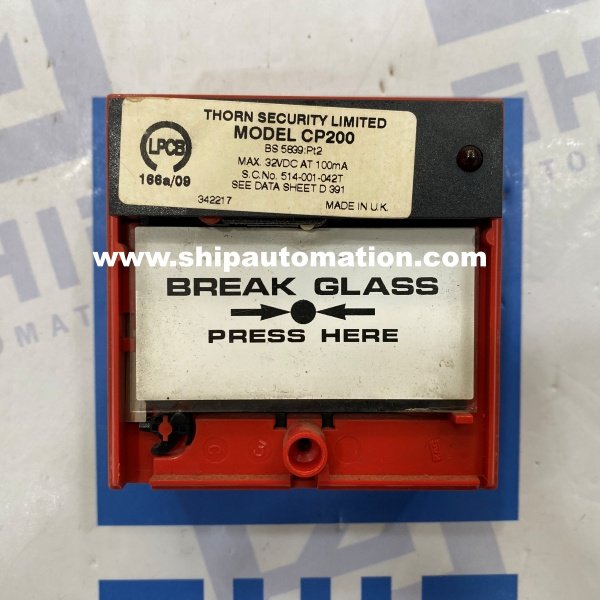 THORN SECURITY LIMITED
MODEL CP200
BS 5839:Pt2
MAX. 32VDC AT 100mA
S.C.No. 514-001-042T
SEE DATA SHEET D 391
LPCB
166a/09
342217
MADE IN U.K.
www.shipautomation.com
BREAK GLASS
PRESS HERE